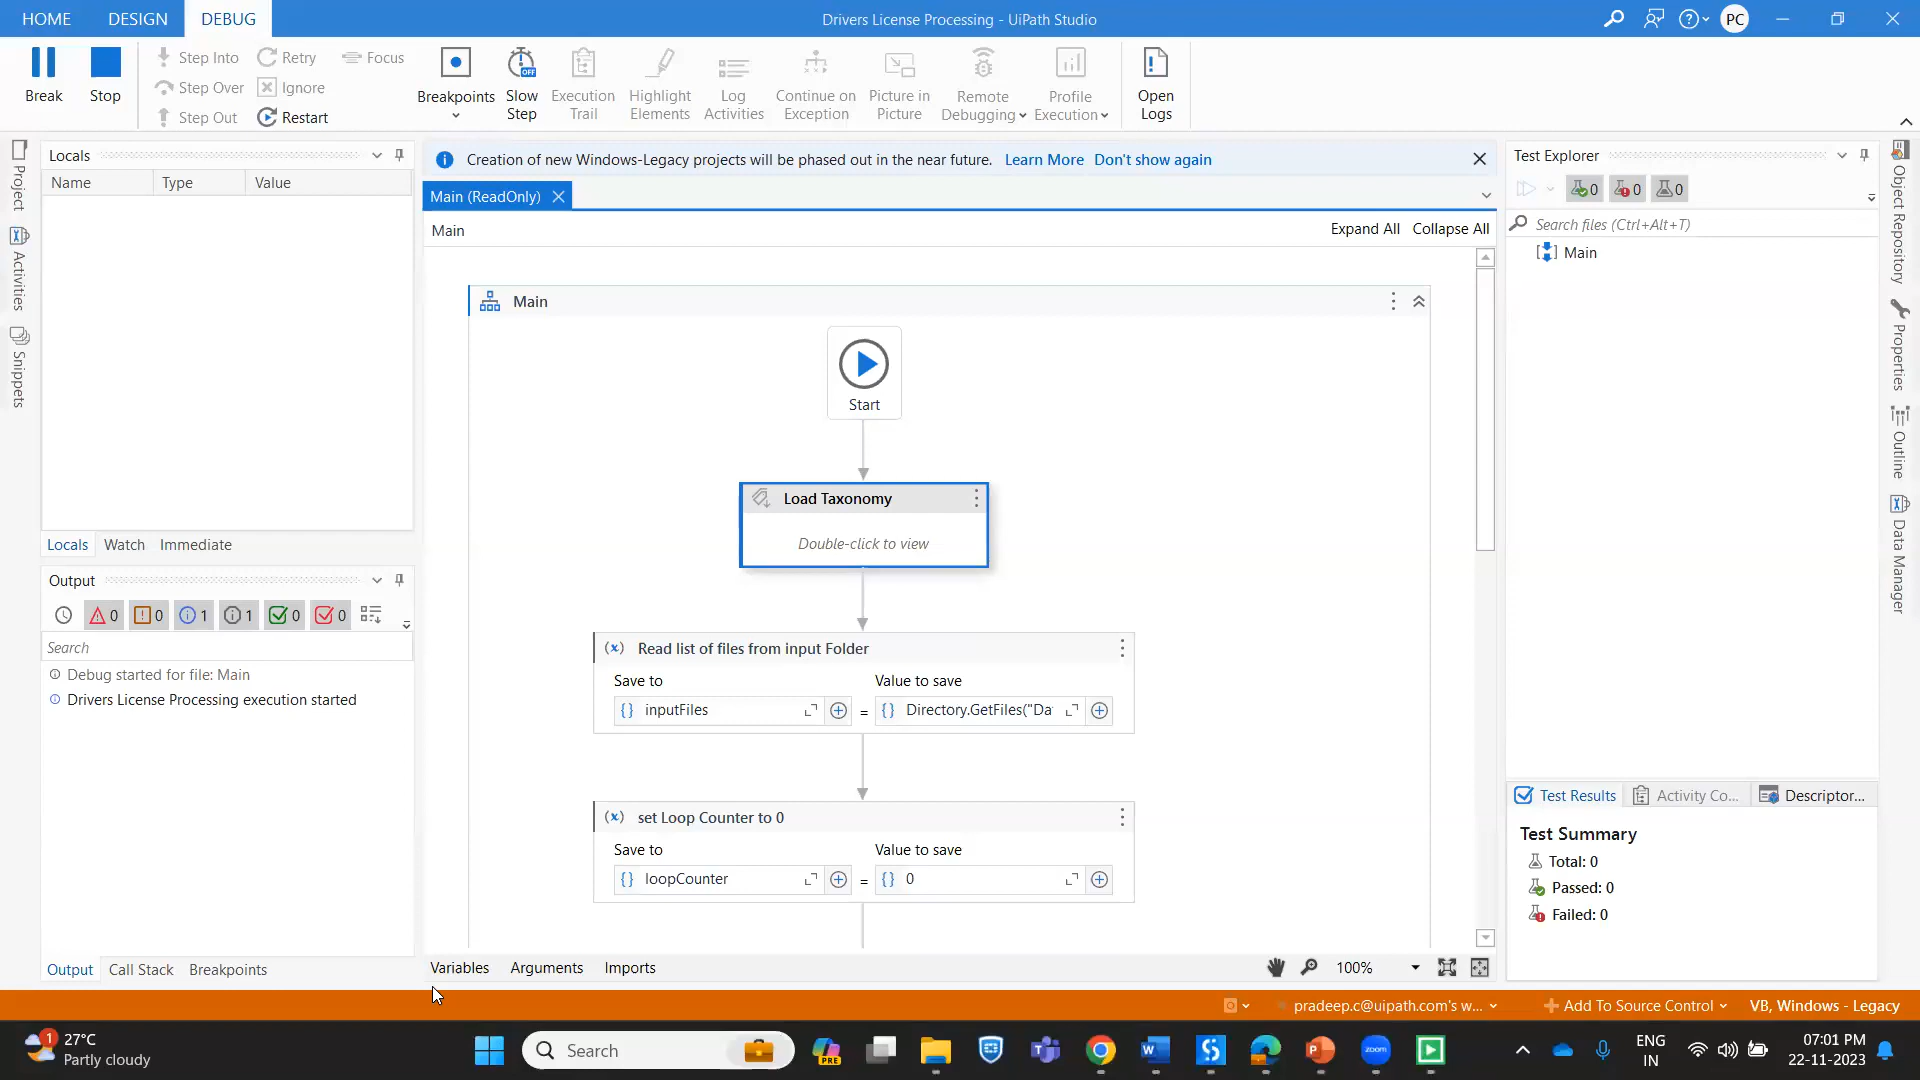 HOME DESIGN DEBUG
Drivers License Processing - UiPath Studio
PC
Break
Stop
Step Into
Step Over
Step Out
Retry
Ignore
Restart
Focus
Breakpoints
Slow
Step
OFF
Execution
Trail
Highlight
Elements
Log
Activities
Continue on
Exception
Picture in
Picture
Remote
Debugging
Profile
Execution
Open
Logs
Project
Activities
Snippets
Locals
Name Type Value
Locals Watch Immediate
Output
0 0 1 1 0 0
Search
Debug started for file: Main
Drivers License Processing execution started
Output Call Stack Breakpoints
Creation of new Windows-Legacy projects will be phased out in the near future. Learn More Don't show again
Main (ReadOnly)
Main
Expand All Collapse All
Main
Start
Load Taxonomy
Double-click to view
(x) Read list of files from input Folder
Save to Value to save
{} inputFiles = {} Directory.GetFiles("Da
(x) set Loop Counter to 0
Save to Value to save
{} loopCounter = {} 0
Variables Arguments Imports
100%
Test Explorer
0 0 0
Search files (Ctrl+Alt+T)
Main
Test Results Activity Co... Descriptor...
Test Summary
Total: 0
Passed: 0
Failed: 0
Object Repository
Properties
Outline
Data Manager
pradeep.c@uipath.com's w...
Add To Source Control
VB, Windows - Legacy
1
27°C
Partly cloudy
Search
PRE
zoom
ENG
IN
07:01 PM
22-11-2023